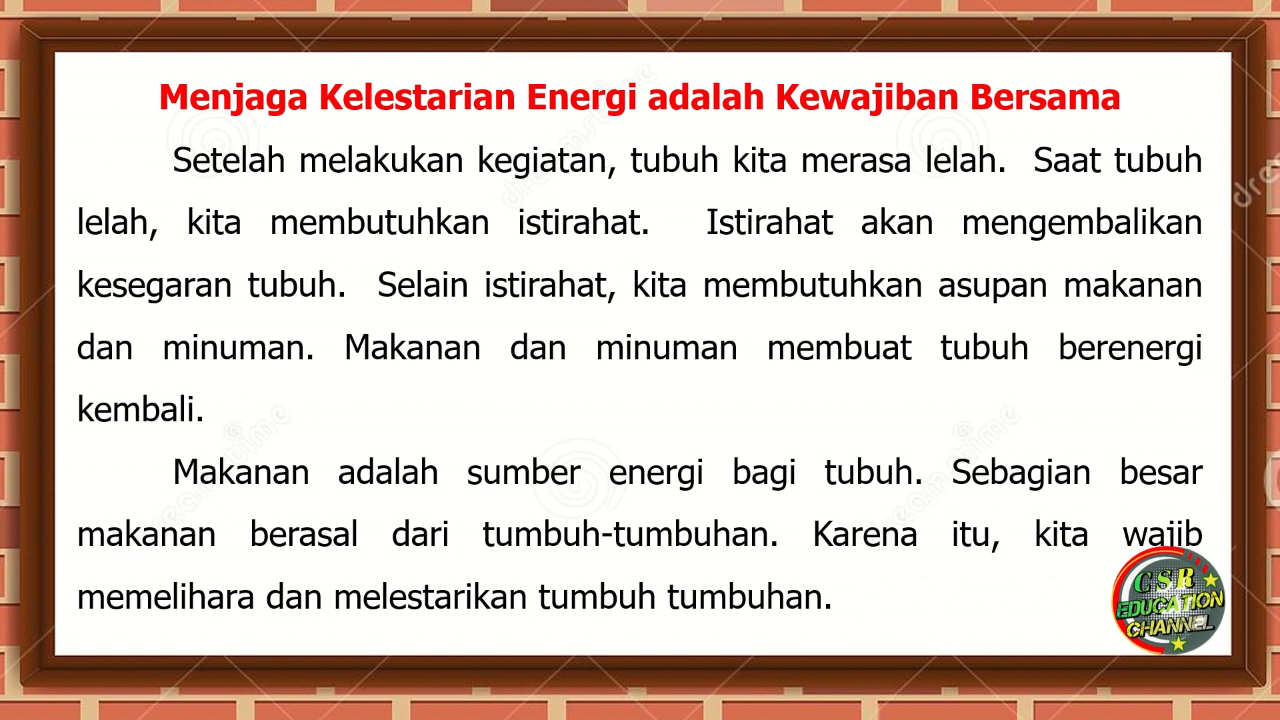 Menjaga Kelestarian Energi adalah Kewajiban Bersama
Setelah melakukan kegiatan, tubuh kita merasa lelah. Saat tubuh
lelah, kita membutuhkan istirahat. Istirahat akan mengembalikan
kesegaran tubuh. Selain istirahat, kita membutuhkan asupan makanan
dan minuman. Makanan dan minuman membuat tubuh berenergi
kembali.
Makanan adalah sumber energi bagi tubuh. Sebagian besar
makanan berasal dari tumbuh-tumbuhan. Karena itu, kita wajib
memelihara dan melestarikan tumbuh tumbuhan.
CSR
EDUCATION
CHANNEL